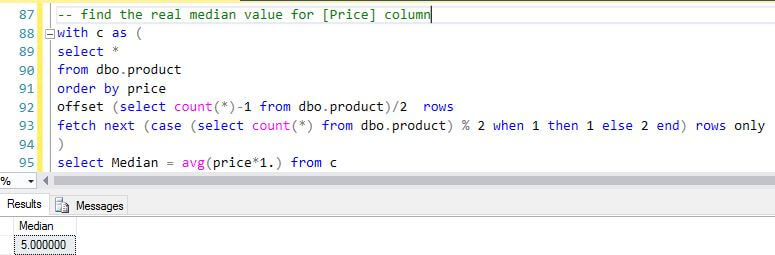 87 -- find the real median value for [Price] column
88 with c as (
89 select *
90 from dbo.product
91 order by price
92 offset (select count(*)-1 from dbo.product)/2  rows
93 fetch next (case (select count(*) from dbo.product) % 2 when 1 then 1 else 2 end) rows only
94 )
95 select Median = avg(price*1.) from c
%
Results Messages
Median
5.000000